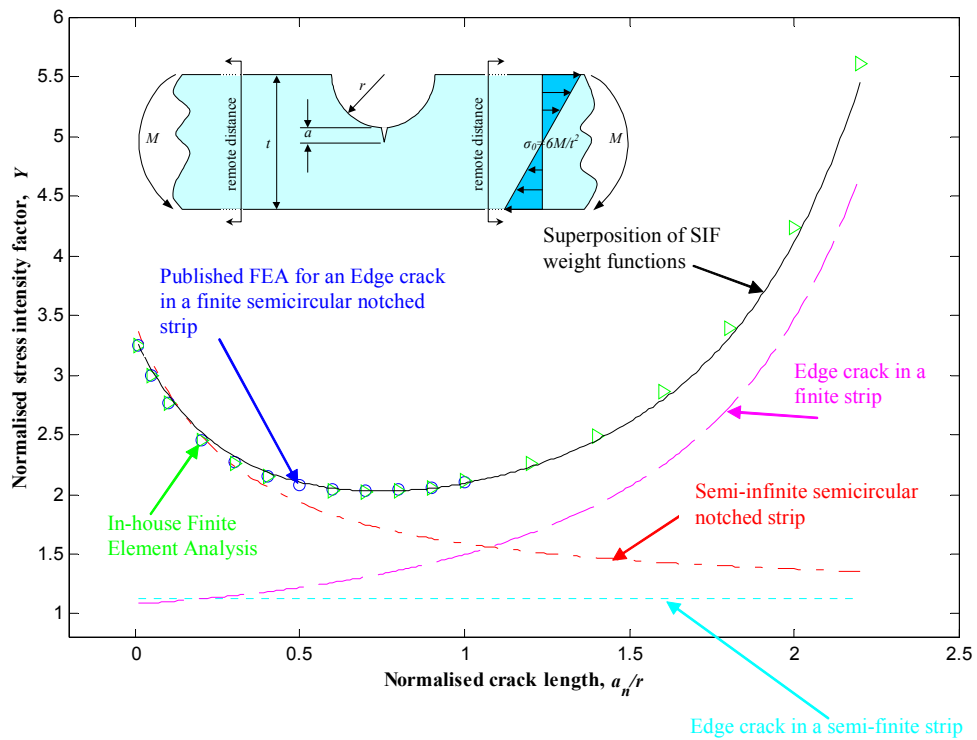 6
5.5
5
4.5
4
3.5
3
2.5
2
1.5
1
0
0.5
1
1.5
2
2.5
Normalised stress intensity factor, Y
Normalised crack length, a_n/r
M
remote distance
t
a
r
remote distance
σ₀=6M/t²
M
Superposition of SIF
weight functions
Published FEA for an Edge crack
in a finite semicircular notched
strip
Edge crack in a
finite strip
Semi-infinite semicircular
notched strip
In-house Finite
Element Analysis
Edge crack in a semi-finite strip